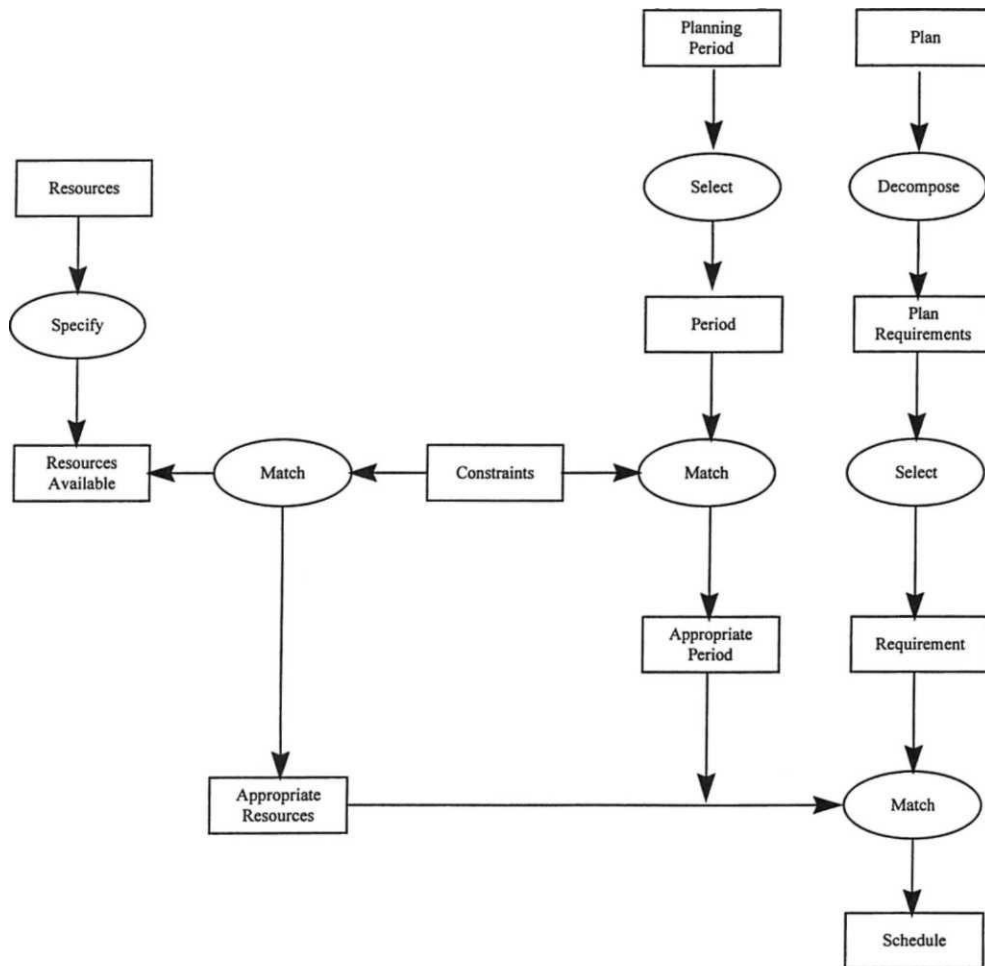 Planning
Period
Plan
Resources
Select
Decompose
Specify
Period
Plan
Requirements
Resources
Available
Match
Constraints
Match
Select
Appropriate
Period
Requirement
Appropriate
Resources
Match
Schedule